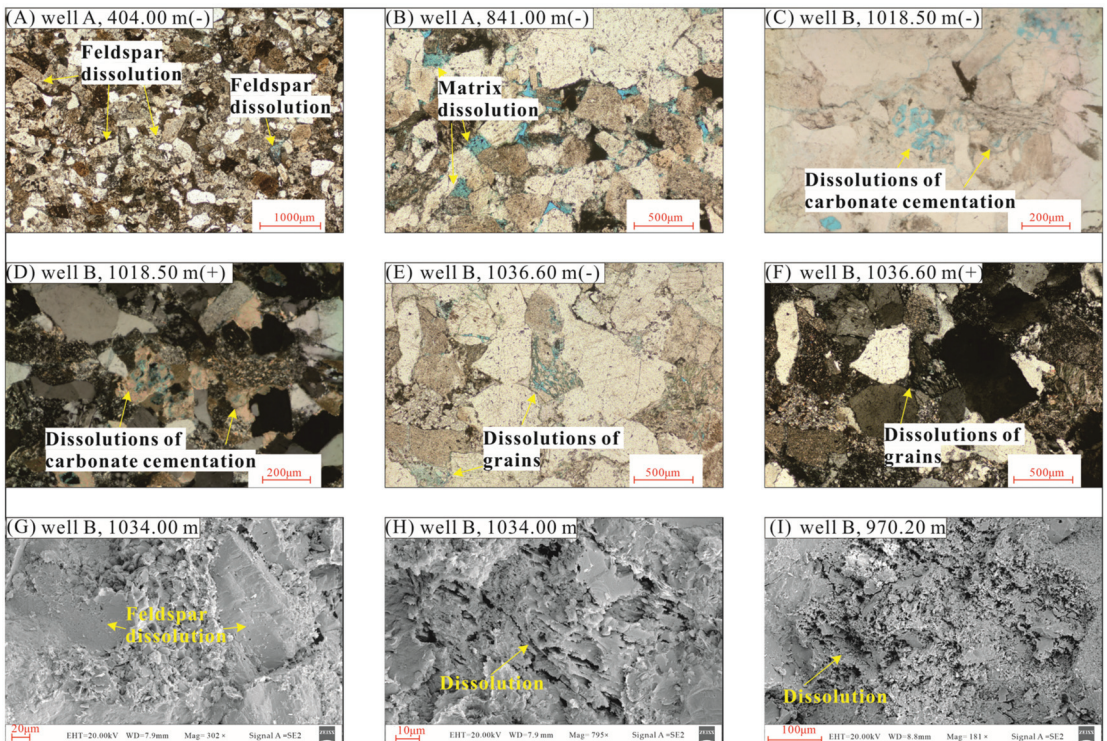 (A) well A, 404.00 m(-)
Feldspar
dissolution
Feldspar
dissolution
1000μm
(B) well A, 841.00 m(-)
Matrix
dissolution
500μm
(C) well B, 1018.50 m(-)
Dissolutions of
carbonate cementation
200μm
(D) well B, 1018.50 m(+)
Dissolutions of
carbonate cementation
200μm
(E) well B, 1036.60 m(-)
Dissolutions of
grains
500μm
(F) well B, 1036.60 m(+)
Dissolutions of
grains
500μm
(G) well B, 1034.00 m
Feldspar
dissolution
20μm
EHT=20.00kV WD=7.9mm Mag= 302× Signal A =SE2
ZEISS
(H) well B, 1034.00 m
Dissolution
10μm
EHT=20.00kV WD=7.9 mm Mag= 795× Signal A =SE2
ZEISS
(I) well B, 970.20 m
Dissolution
100μm
EHT=20.00kV WD=8.8mm Mag= 181 × Signal A =SE2
ZEISS